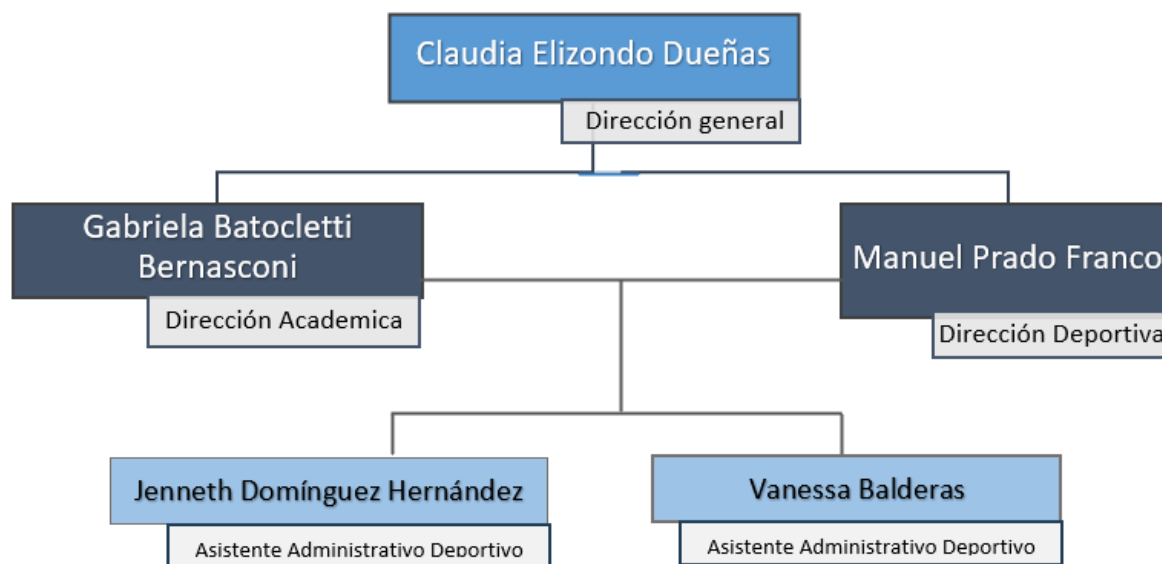 Claudia Elizondo Dueñas
Dirección general
Gabriela Batocletti
Bernasconi
Dirección Academica
Manuel Prado Franco
Dirección Deportiva
Jenneth Domínguez Hernández
Asistente Administrativo Deportivo
Vanessa Balderas
Asistente Administrativo Deportivo